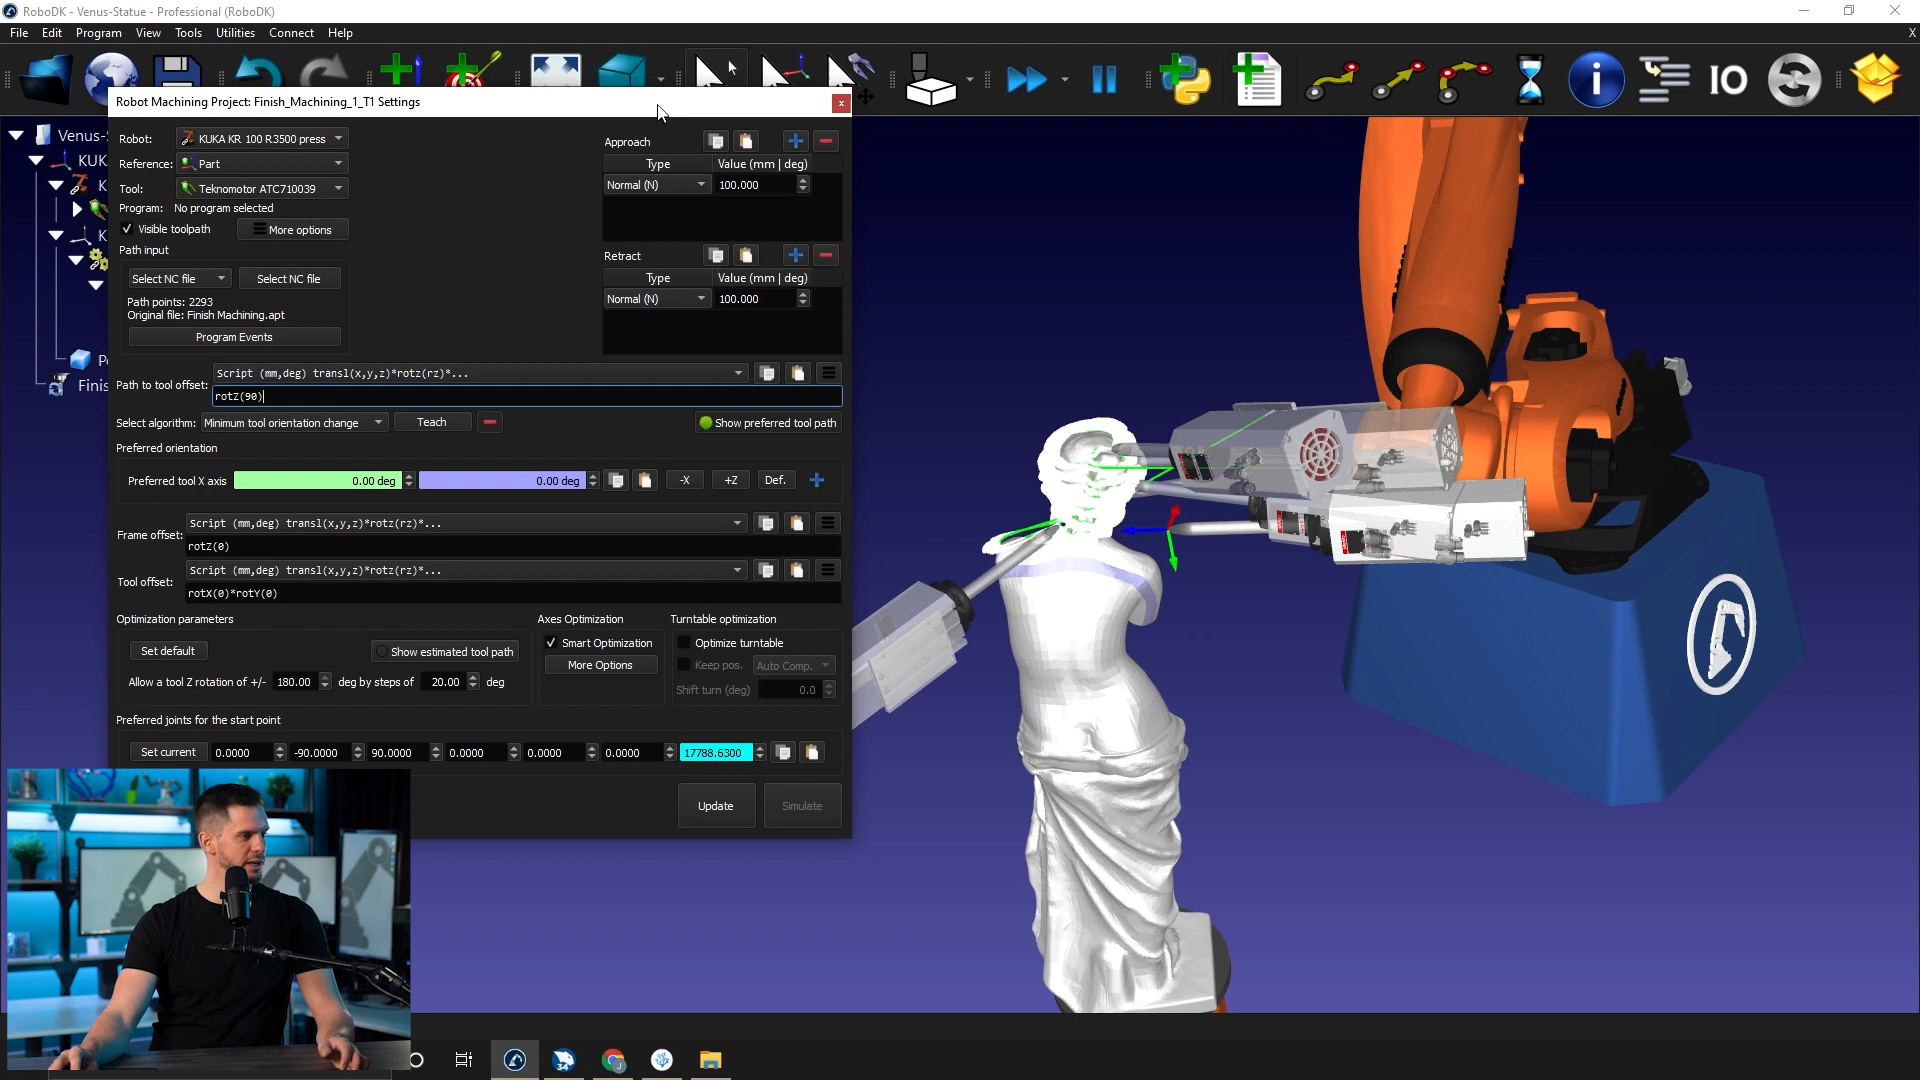 RoboDK - Venus-Statue - Professional (RoboDK)
File Edit Program View Tools Utilities Connect Help X
IO
Robot Machining Project: Finish_Machining_1_T1 Settings
Venus-S
KUK
K
K
Po
Finis
Robot: KUKA KR 100 R3500 press
Reference: Part
Tool: Teknomotor ATC710039
Program: No program selected
Visible toolpath More options
Path input
Select NC file Select NC file
Path points: 2293
Original file: Finish Machining.apt
Program Events
Approach
Type Value (mm | deg)
Normal (N) 100.000
Retract
Type Value (mm | deg)
Normal (N) 100.000
Path to tool offset: Script (mm,deg) transl(x,y,z)*rotz(rz)*...
rotZ(90)
Select algorithm: Minimum tool orientation change Teach Show preferred tool path
Preferred orientation
Preferred tool X axis 0.00 deg 0.00 deg -X +Z Def.
Frame offset: Script (mm,deg) transl(x,y,z)*rotz(rz)*...
rotZ(0)
Tool offset: Script (mm,deg) transl(x,y,z)*rotz(rz)*...
rotX(0)*rotY(0)
Optimization parameters
Set default Show estimated tool path
Allow a tool Z rotation of +/- 180.00 deg by steps of 20.00 deg
Axes Optimization
Smart Optimization
More Options
Turntable optimization
Optimize turntable
Keep pos. Auto Comp.
Shift turn (deg) 0.0
Preferred joints for the start point
Set current 0.0000 -90.0000 90.0000 0.0000 0.0000 0.0000 17788.6300
Update Simulate
34